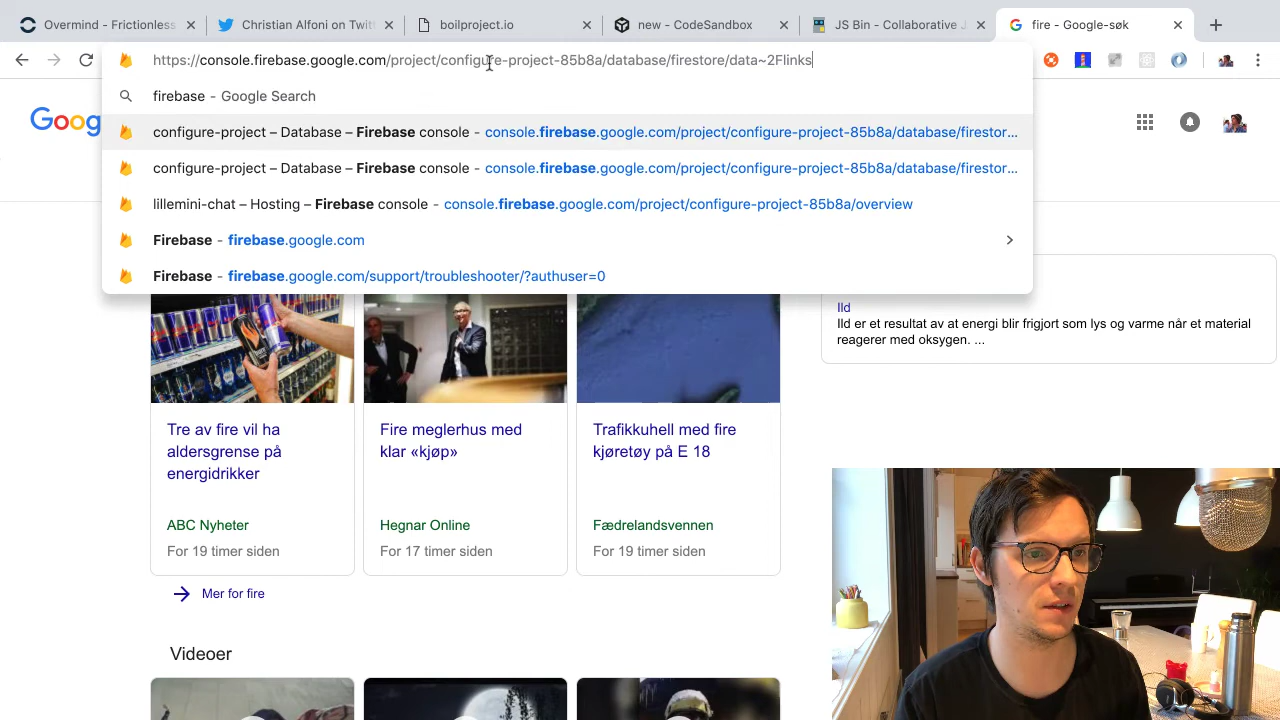 Overmind - Frictionless
Christian Alfoni on Twit
boilproject.io
new - CodeSandbox
JS Bin - Collaborative J
fire - Google-søk
https://console.firebase.google.com/project/configure-project-85b8a/database/firestore/data~2Flinks
firebase - Google Search
configure-project – Database – Firebase console - console.firebase.google.com/project/configure-project-85b8a/database/firestor...
configure-project – Database – Firebase console - console.firebase.google.com/project/configure-project-85b8a/database/firestor...
lillemini-chat – Hosting – Firebase console - console.firebase.google.com/project/configure-project-85b8a/overview
Firebase - firebase.google.com
Firebase - firebase.google.com/support/troubleshooter/?authuser=0
Goog
Ild
Ild er et resultat av at energi blir frigjort som lys og varme når et material
reagerer med oksygen. ...
Tre av fire vil ha
aldersgrense på
energidrikker
ABC Nyheter
For 19 timer siden
Fire meglerhus med
klar «kjøp»
Hegnar Online
For 17 timer siden
Trafikkuhell med fire
kjøretøy på E 18
Fædrelandsvennen
For 19 timer siden
Mer for fire
Videoer